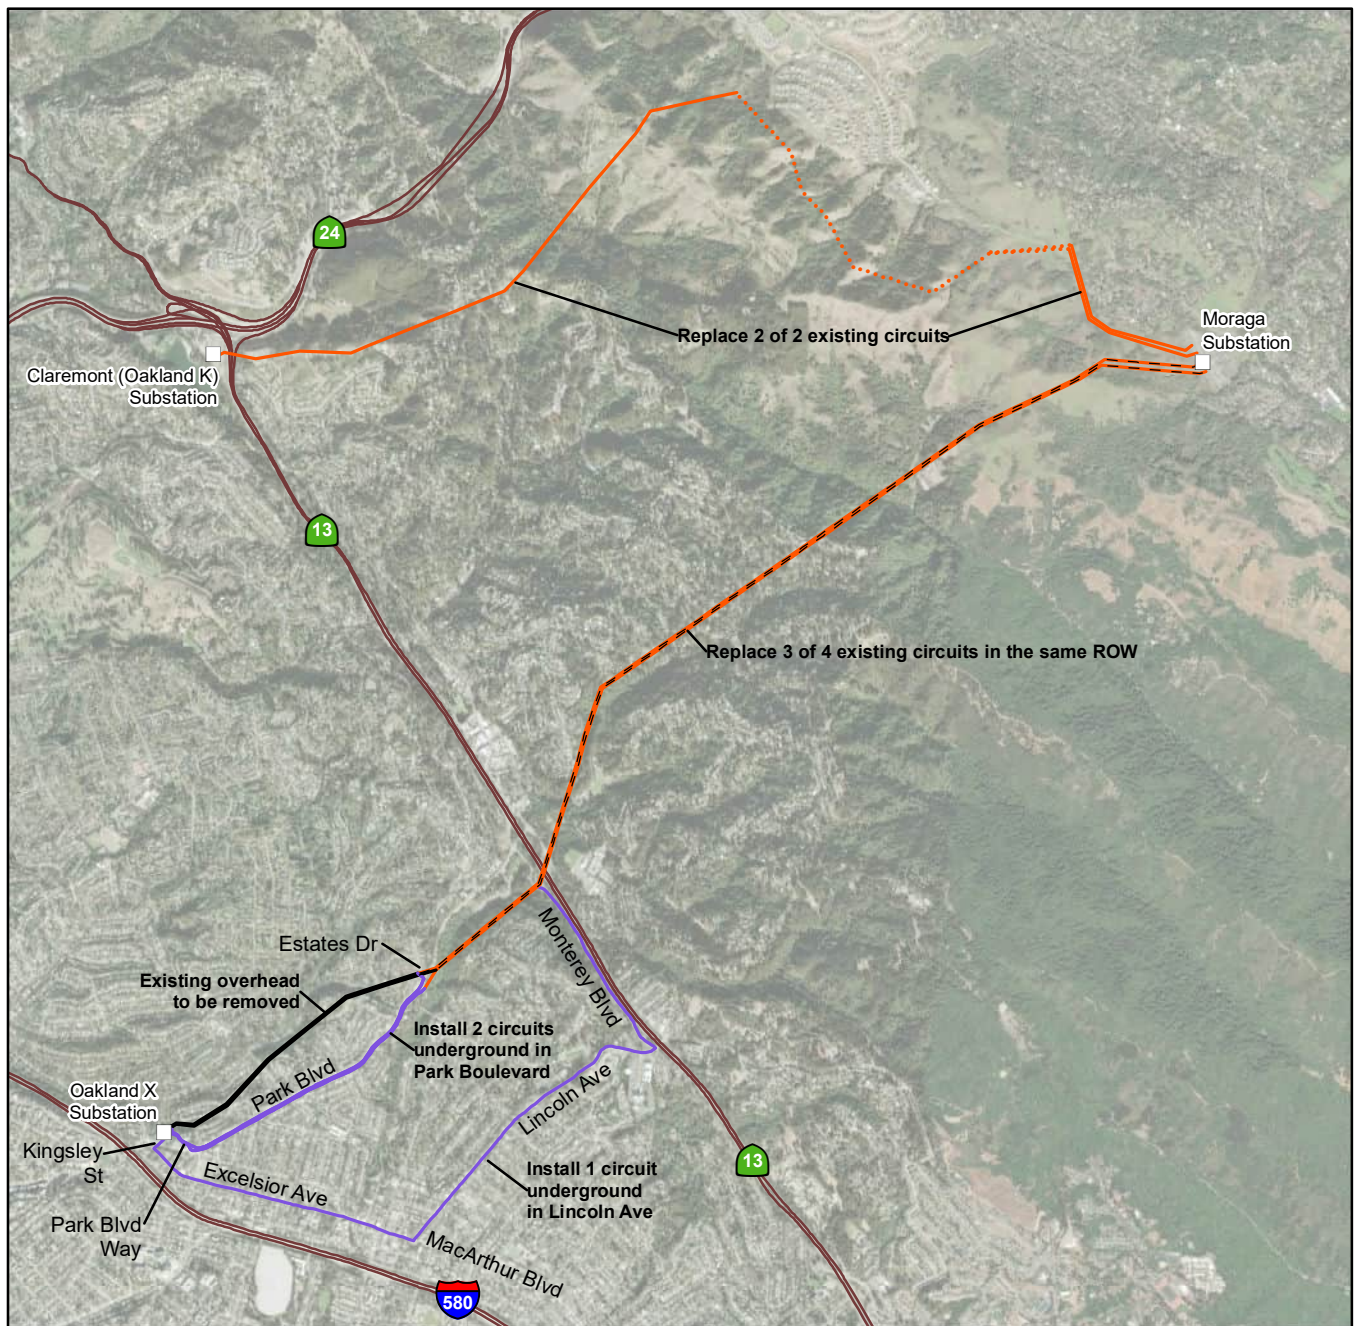 24
Replace 2 of 2 existing circuits
Moraga
Substation
Claremont (Oakland K)
Substation
13
Replace 3 of 4 existing circuits in the same ROW
Estates Dr
Monterey Blvd
Existing overhead
to be removed
Install 2 circuits
underground in
Park Boulevard
Park Blvd
Oakland X
Substation
Lincoln Ave
Kingsley
St
Excelsior Ave
Install 1 circuit
underground
in Lincoln Ave
13
Park Blvd
Way
MacArthur Blvd
580